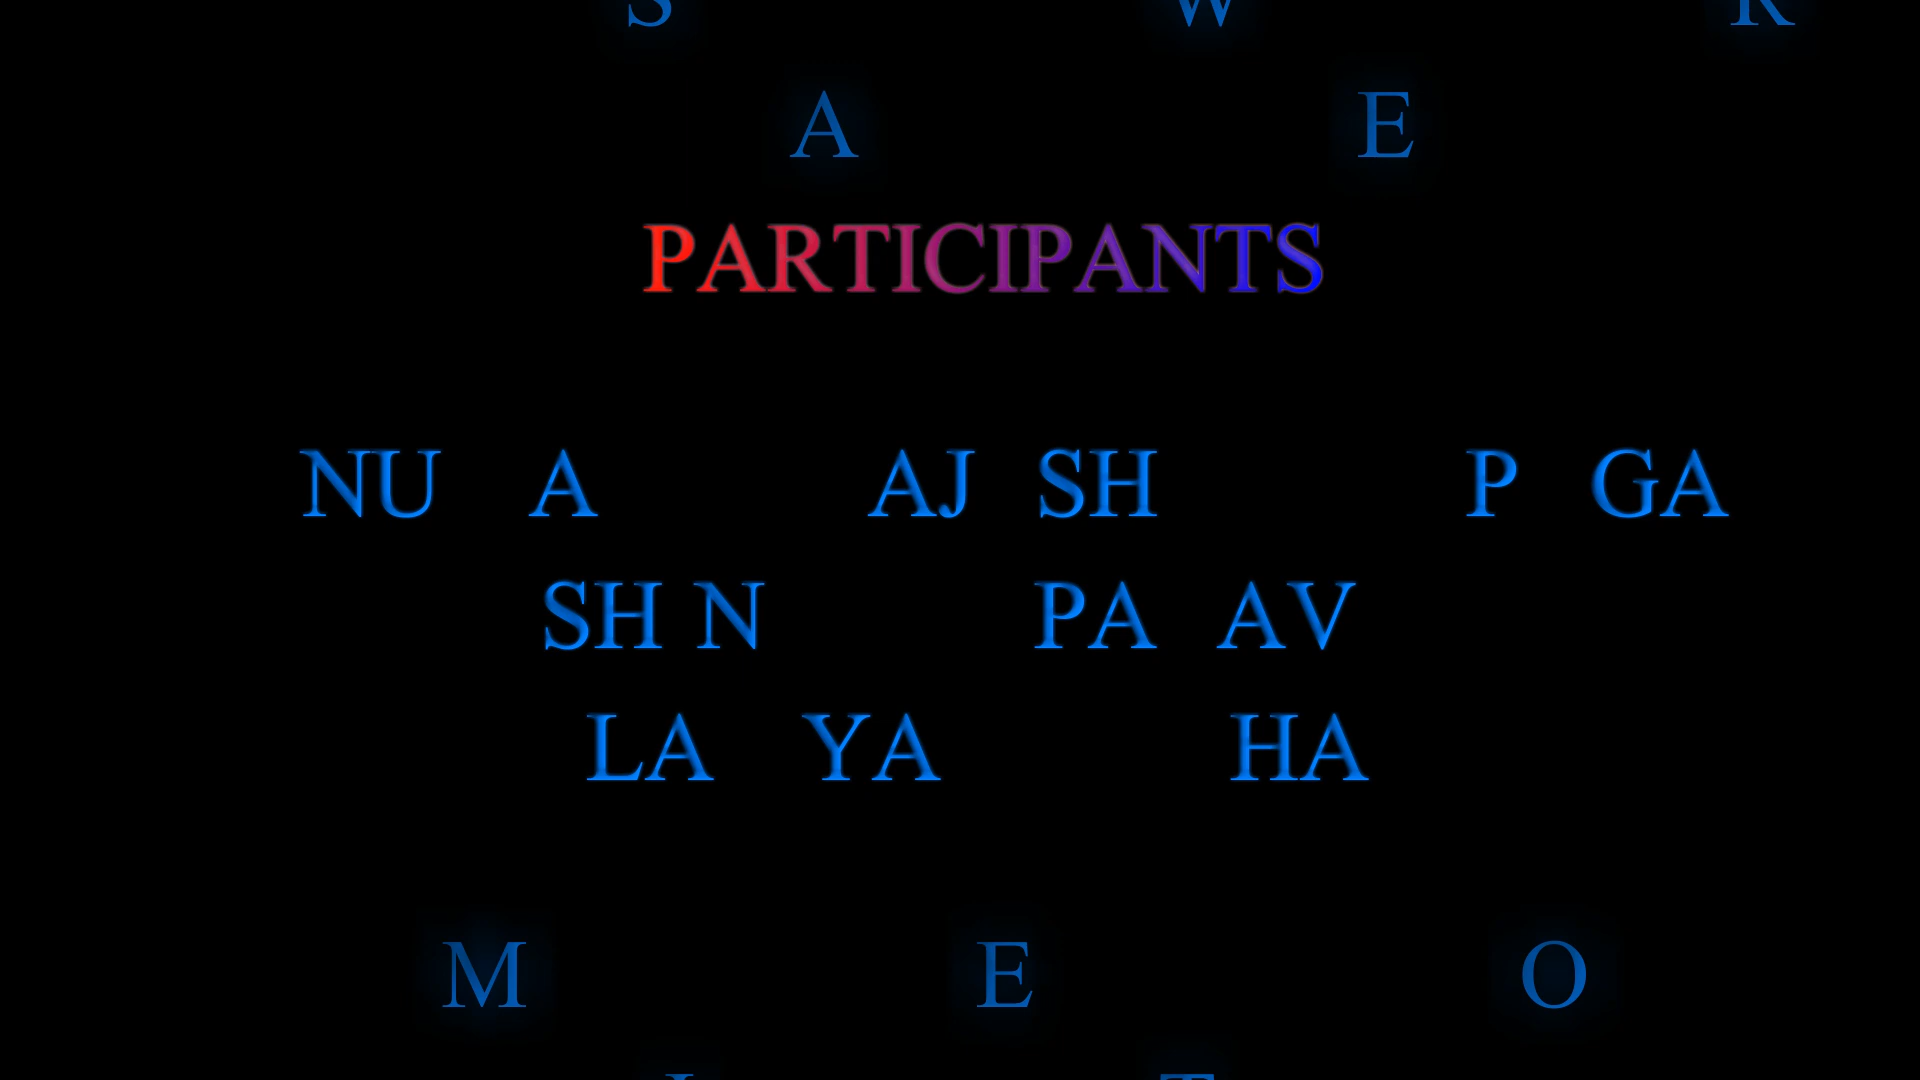 S W R
A E
PARTICIPANTS
NU A AJ SH P GA
SH N PA AV
LA YA HA
M E O